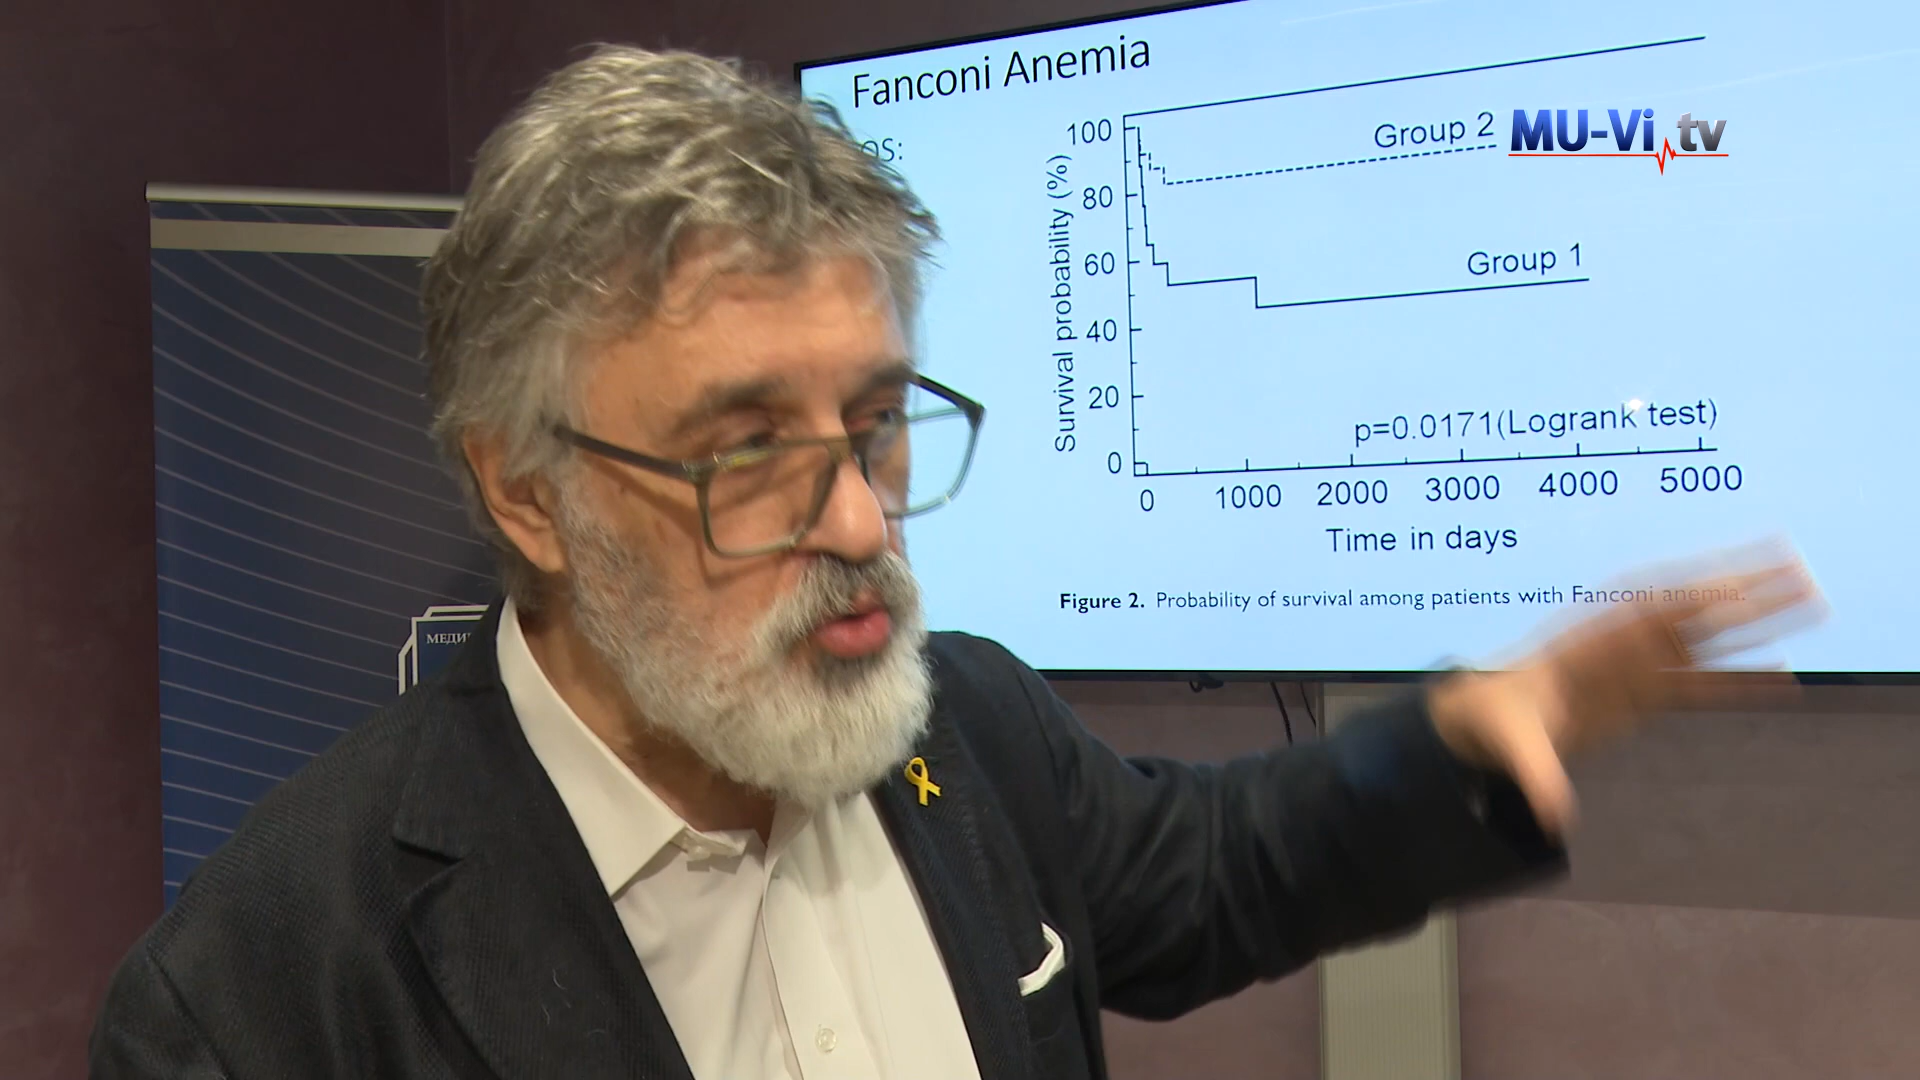 Fanconi Anemia
OS:
MU-Vi tv
Group 2
Group 1
Survival probability (%)
100
80
60
40
20
0
p=0.0171(Logrank test)
0 1000 2000 3000 4000 5000
Time in days
Figure 2. Probability of survival among patients with Fanconi anemia.